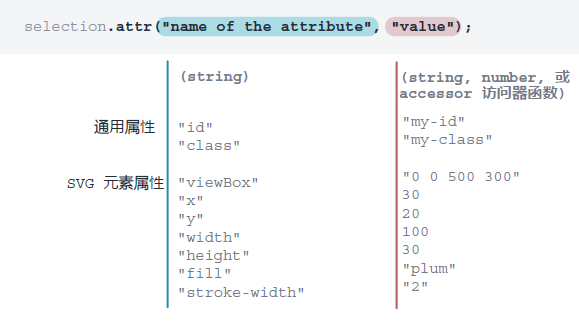 selection.attr("name of the attribute", "value");
(string)
(string, number, 或
accessor 访问器函数)
通用属性
"id"
"my-id"
"class"
"my-class"
SVG 元素属性
"viewBox"
"0 0 500 300"
"x"
30
"y"
20
"width"
100
"height"
30
"fill"
"plum"
"stroke-width"
"2"